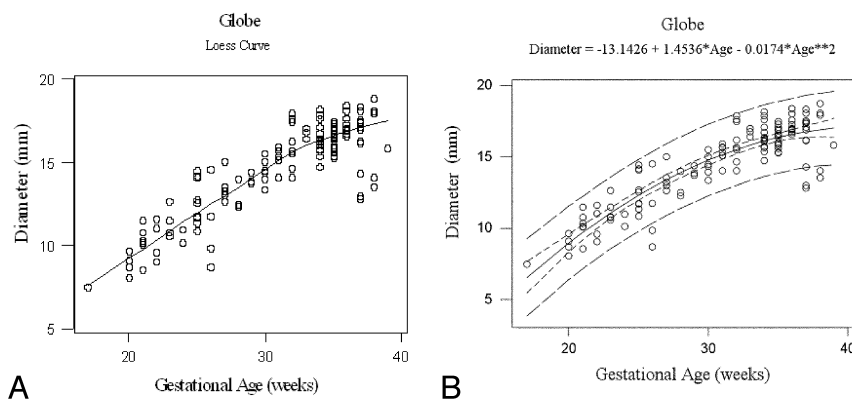 Globe
Loess Curve
20
15
10
5
Diameter (mm)
20 30 40
Gestational Age (weeks)
A
Globe
Diameter = -13.1426 + 1.4536*Age - 0.0174*Age**2
20
15
10
5
Diameter (mm)
20 30 40
Gestational Age (weeks)
B